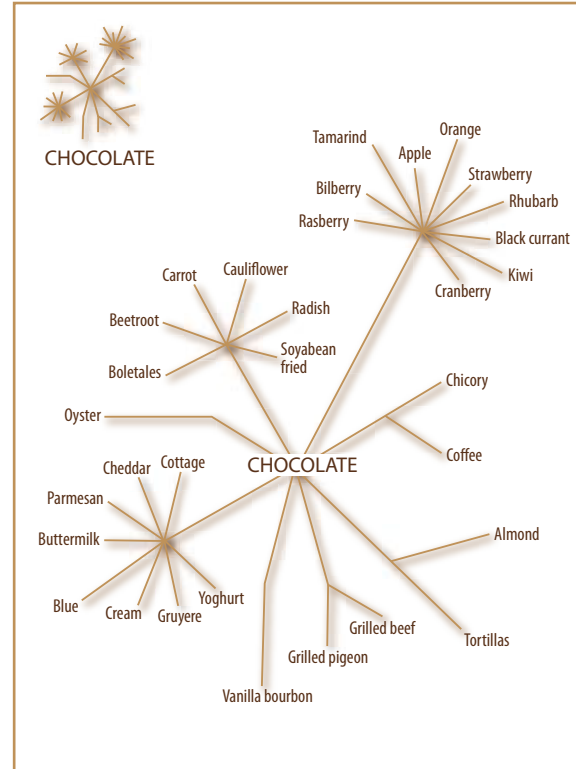 CHOCOLATE
Orange
Tamarind
Apple
Strawberry
Bilberry
Rhubarb
Rasberry
Black currant
Kiwi
Cranberry
Cauliflower
Carrot
Radish
Beetroot
Soyabean
fried
Boletales
Chicory
Oyster
Coffee
CHOCOLATE
Cottage
Cheddar
Parmesan
Buttermilk
Almond
Yoghurt
Blue
Cream
Gruyere
Grilled beef
Tortillas
Grilled pigeon
Vanilla bourbon